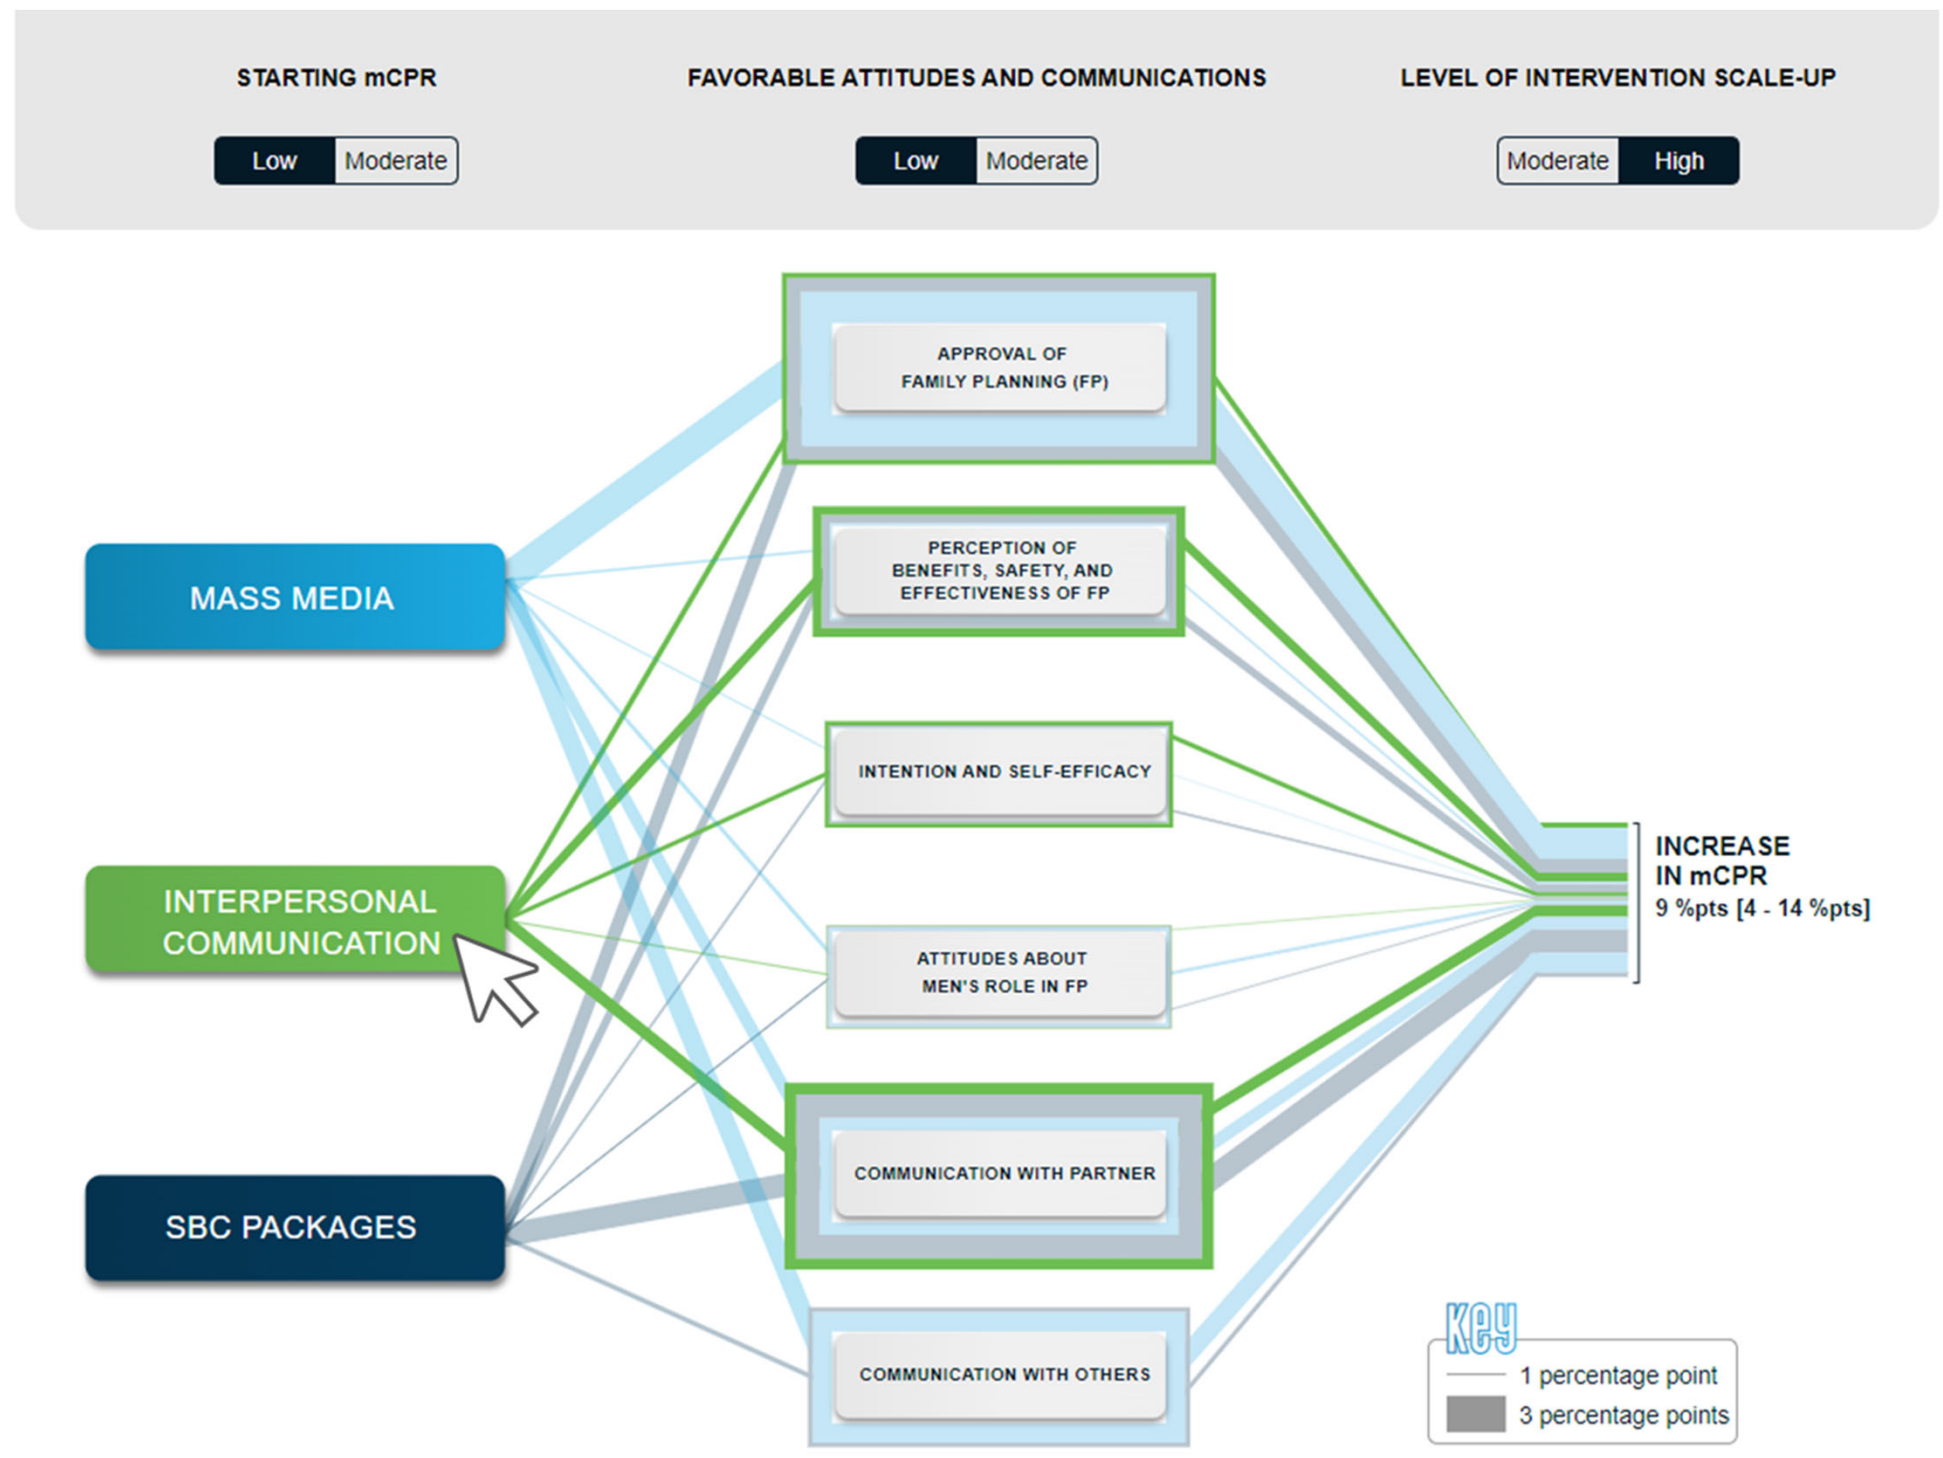 STARTING mCPR
FAVORABLE ATTITUDES AND COMMUNICATIONS
LEVEL OF INTERVENTION SCALE-UP
Low Moderate
Low Moderate
Moderate High
APPROVAL OF
FAMILY PLANNING (FP)
PERCEPTION OF
BENEFITS, SAFETY, AND
EFFECTIVENESS OF FP
MASS MEDIA
INTENTION AND SELF-EFFICACY
INTERPERSONAL
COMMUNICATION
INCREASE
IN mCPR
9 %pts [4 - 14 %pts]
ATTITUDES ABOUT
MEN'S ROLE IN FP
COMMUNICATION WITH PARTNER
SBC PACKAGES
COMMUNICATION WITH OTHERS
Key
1 percentage point
3 percentage points